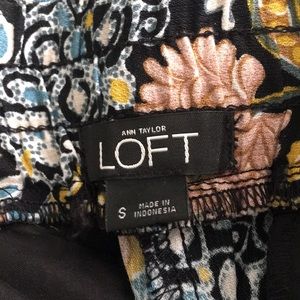 ANN TAYLOR
LOFT
S
MADE IN
INDONESIA